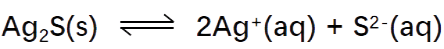 Ag₂S(s) ⇌ 2Ag⁺(aq) + S²⁻(aq)